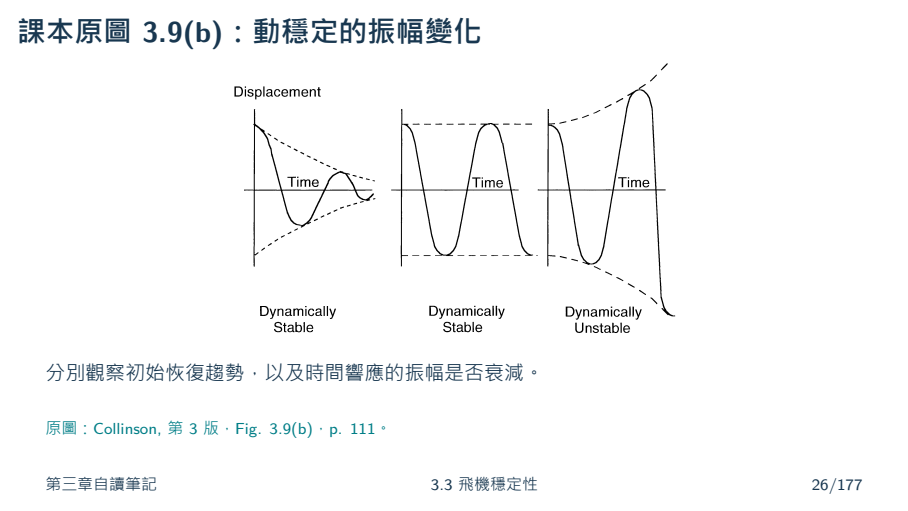 課本原圖 3.9(b)：動穩定的振幅變化
Displacement
Time
Time
Time
Dynamically
Stable
Dynamically
Stable
Dynamically
Unstable
分別觀察初始恢復趨勢，以及時間響應的振幅是否衰減。
原圖：Collinson, 第 3 版，Fig. 3.9(b)，p. 111。
第三章自讀筆記
3.3 飛機穩定性
26/177